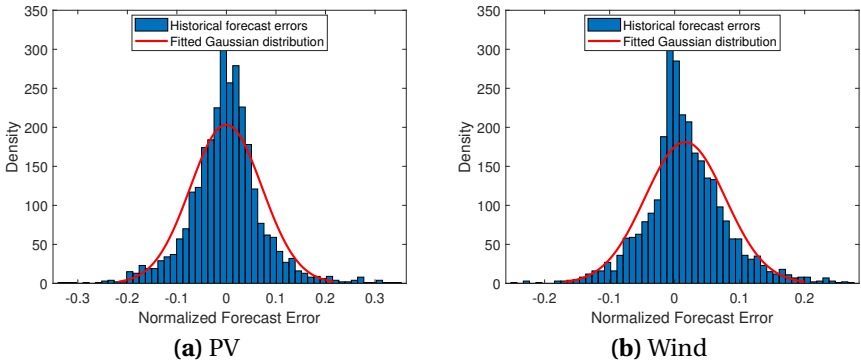 350
300
250
200
150
100
50
0
Density
Historical forecast errors
Fitted Gaussian distribution
-0.3 -0.2 -0.1 0 0.1 0.2 0.3
Normalized Forecast Error
(a) PV
350
300
250
200
150
100
50
0
Density
Historical forecast errors
Fitted Gaussian distribution
-0.2 -0.1 0 0.1 0.2
Normalized Forecast Error
(b) Wind